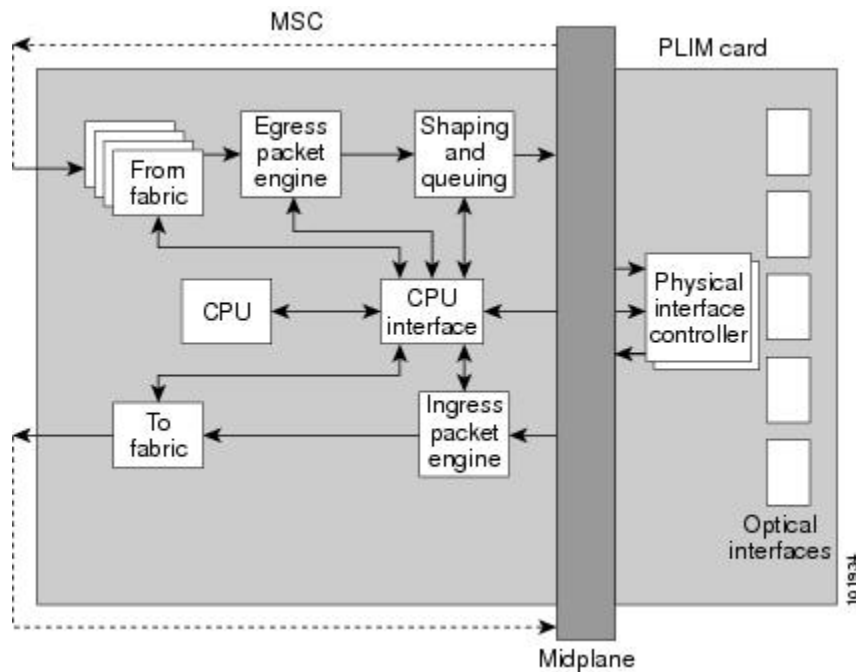 MSC
PLIM card
From
fabric
Egress
packet
engine
Shaping
and
queuing
CPU
CPU
interface
Physical
interface
controller
To
fabric
Ingress
packet
engine
Optical
interfaces
Midplane